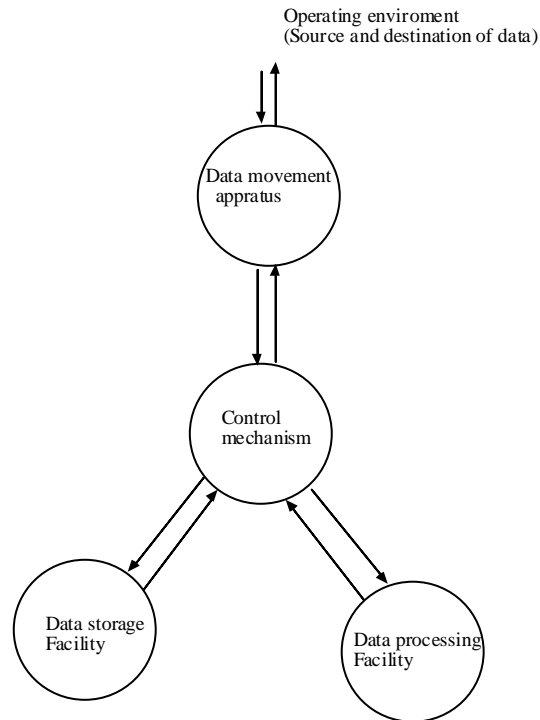 Operating enviroment
(Source and destination of data)
Data movement
appratus
Control
mechanism
Data storage
Facility
Data processing
Facility